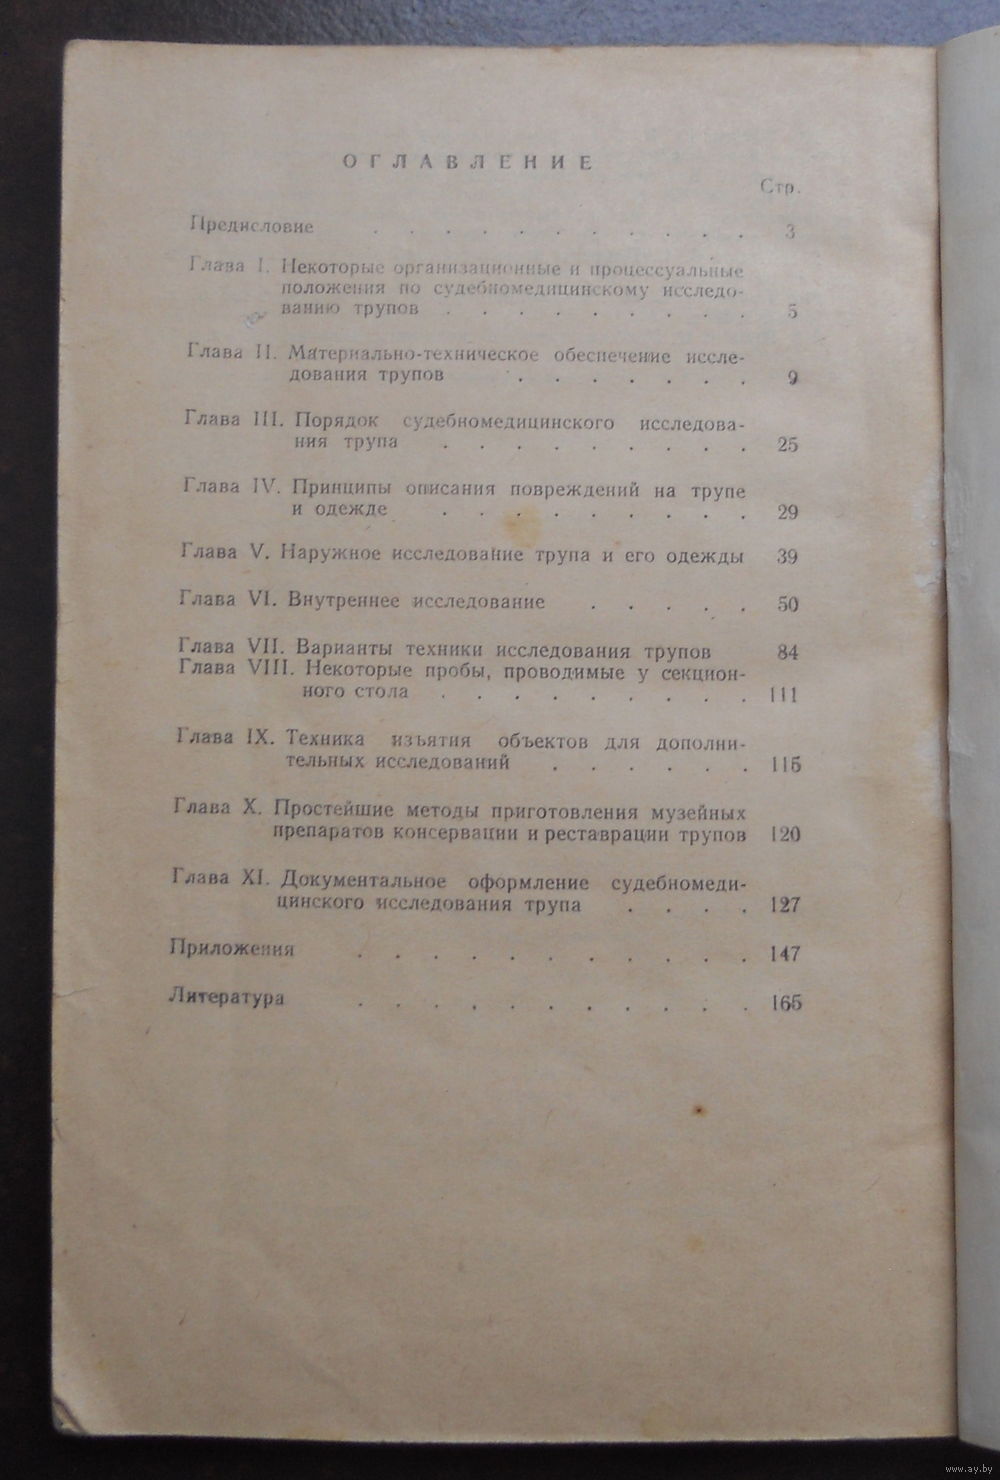 ОГЛАВЛЕНИЕ
Стр.
Предисловие . . . . . . . . . . . 3
Глава I. Некоторые организационные и процессуальные
положения по судебномедицинскому исследо-
ванию трупов . . . . . . . . . 5
Глава II. Материально-техническое обеспечение иссле-
дования трупов . . . . . . . 9
Глава III. Порядок судебномедицинского исследова-
ния трупа . . . . . . . . . 25
Глава IV. Принципы описания повреждений на трупе
и одежде . . . . . . . . . 29
Глава V. Наружное исследование трупа и его одежды 39
Глава VI. Внутреннее исследование . . . . . 50
Глава VII. Варианты техники исследования трупов 84
Глава VIII. Некоторые пробы, проводимые у секцион-
ного стола . . . . . . . . . 111
Глава IX. Техника изъятия объектов для дополни-
тельных исследований . . . . . . 115
Глава X. Простейшие методы приготовления музейных
препаратов консервации и реставрации трупов 120
Глава XI. Документальное оформление судебномеди-
цинского исследования трупа . . . . 127
Приложения . . . . . . . . . . . 147
Литература . . . . . . . . . . . 165
www.ay.by